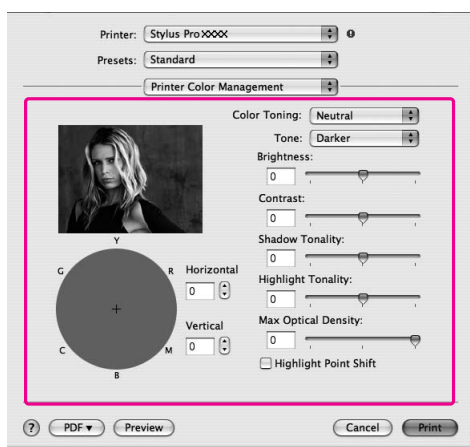 Printer: Stylus Pro XXXX
Presets: Standard
Printer Color Management
Color Toning: Neutral
Tone: Darker
Brightness:
0
Contrast:
0
Shadow Tonality:
0
Highlight Tonality:
0
Max Optical Density:
0
Highlight Point Shift
Y
G R
C M
B
Horizontal
0
Vertical
0
? PDF ▼ Preview Cancel Print